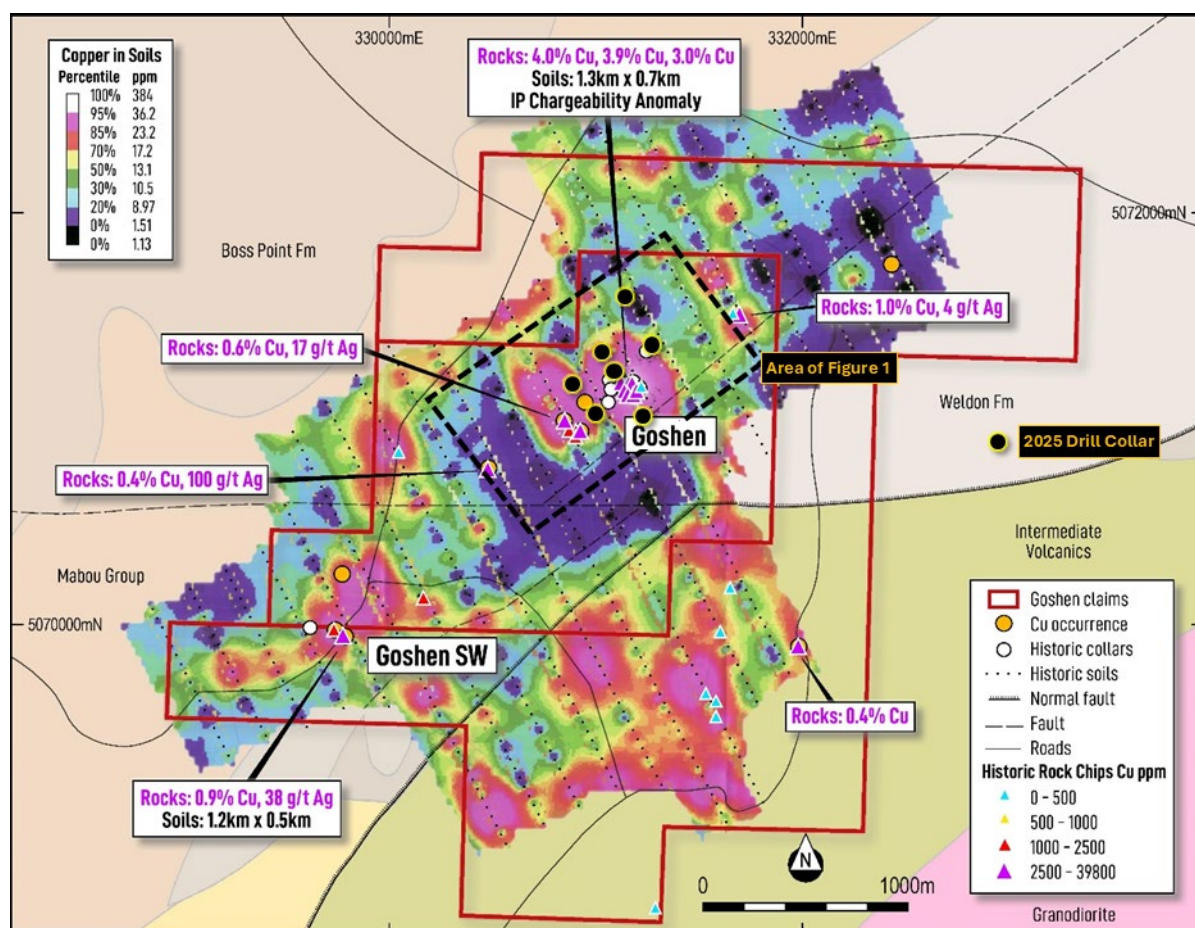 330000mE
332000mE
Copper in Soils
Percentile ppm
100% 384
95% 36.2
85% 23.2
70% 17.2
50% 13.1
30% 10.5
20% 8.97
0% 1.51
0% 1.13
Rocks: 4.0% Cu, 3.9% Cu, 3.0% Cu
Soils: 1.3km x 0.7km
IP Chargeability Anomaly
5072000mN
Boss Point Fm
Rocks: 1.0% Cu, 4 g/t Ag
Rocks: 0.6% Cu, 17 g/t Ag
Area of Figure 1
Weldon Fm
Goshen
2025 Drill Collar
Rocks: 0.4% Cu, 100 g/t Ag
Intermediate
Volcanics
Mabou Group
5070000mN
Goshen SW
Rocks: 0.4% Cu
Rocks: 0.9% Cu, 38 g/t Ag
Soils: 1.2km x 0.5km
Goshen claims
Cu occurrence
Historic collars
Historic soils
Normal fault
Fault
Roads
Historic Rock Chips Cu ppm
0 - 500
500 - 1000
1000 - 2500
2500 - 39800
N
0 1000m
Granodiorite